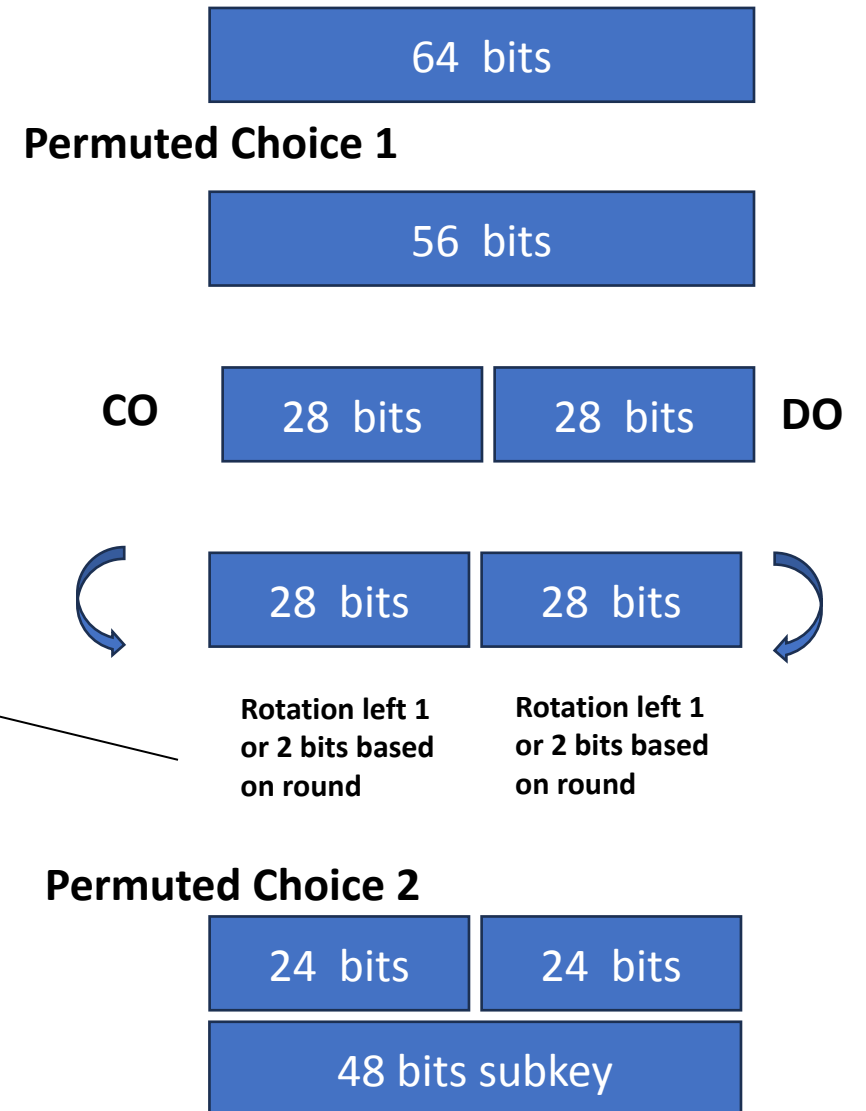 64 bits
Permuted Choice 1
56 bits
CO
28 bits
28 bits
DO
28 bits
28 bits
Rotation left 1
or 2 bits based
on round
Rotation left 1
or 2 bits based
on round
Permuted Choice 2
24 bits
24 bits
48 bits subkey